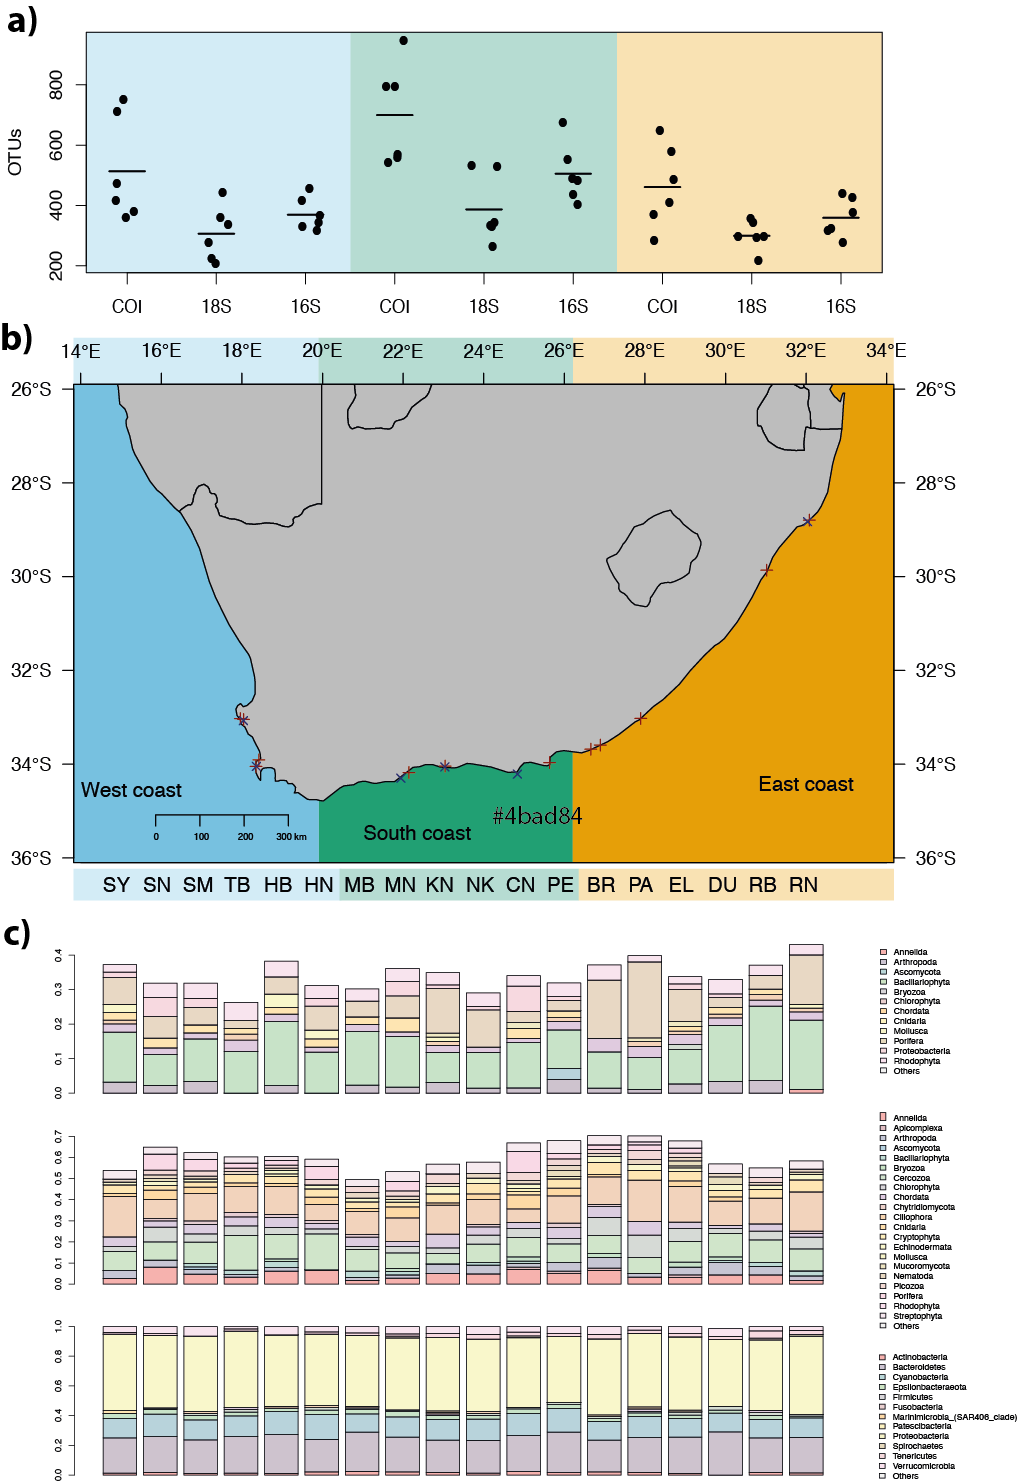 a)
OTUs
200 400 600 800
COI 18S 16S COI 18S 16S COI 18S 16S
b)
14°E 16°E 18°E 20°E 22°E 24°E 26°E 28°E 30°E 32°E 34°E
26°S 26°S
28°S 28°S
30°S 30°S
32°S 32°S
34°S 34°S
36°S 36°S
West coast
East coast
#4bad84
South coast
0 100 200 300 km
SY SN SM TB HB HN MB MN KN NK CN PE BR PA EL DU RB RN
c)
0.0 0.1 0.2 0.3 0.4
Annelida
Arthropoda
Ascomycota
Bacillariophyta
Bryozoa
Chlorophyta
Chordata
Cnidaria
Mollusca
Porifera
Proteobacteria
Rhodophyta
Others
0.0 0.1 0.2 0.3 0.4 0.5 0.6 0.7
Annelida
Apicomplexa
Arthropoda
Ascomycota
Bacillariophyta
Bryozoa
Cercozoa
Chlorophyta
Chordata
Chytridiomycota
Ciliophora
Cnidaria
Cryptophyta
Echinodermata
Mollusca
Mucoromycota
Nematoda
Picozoa
Porifera
Rhodophyta
Streptophyta
Others
0.0 0.2 0.4 0.6 0.8 1.0
Actinobacteria
Bacteroidetes
Cyanobacteria
Epsilonbacteraeota
Firmicutes
Fusobacteria
Marinimicrobia_(SAR406_clade)
Patescibacteria
Proteobacteria
Spirochaetes
Tenericutes
Verrucomicrobia
Others